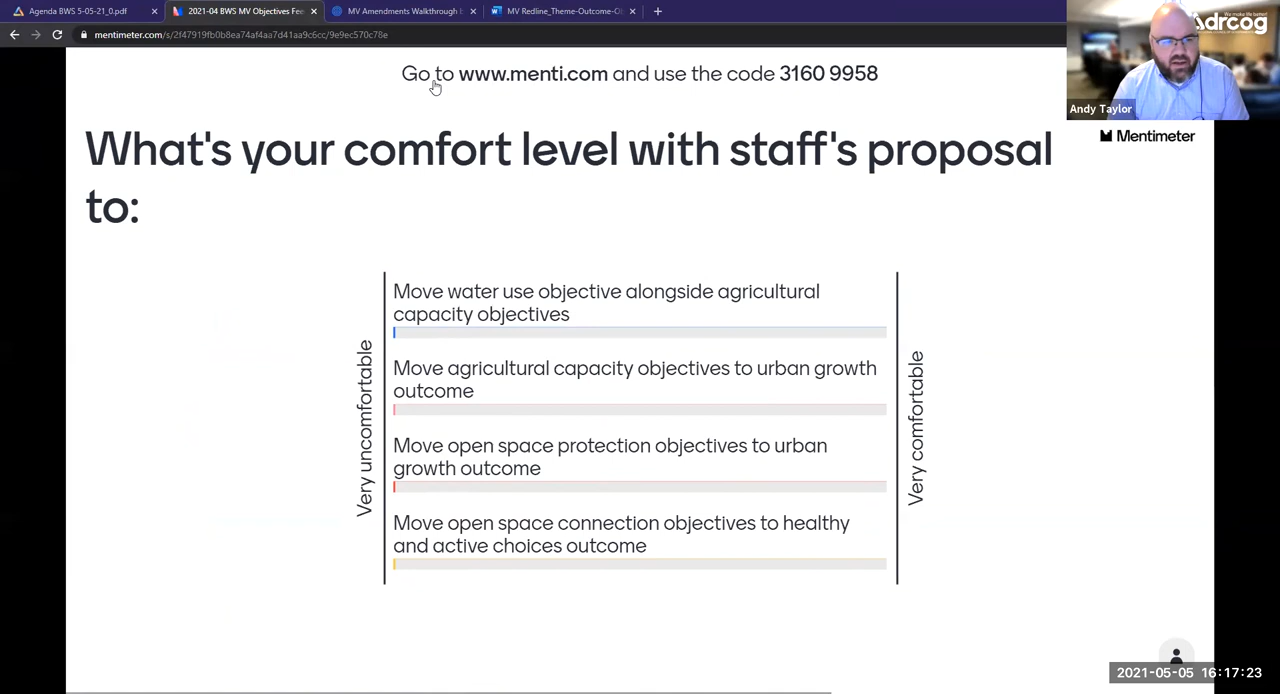 Agenda BWS 5-05-21_0.pdf
2021-04 BWS MV Objectives Fee
MV Amendments Walkthrough
MV Redline_Theme-Outcome-O
mentimeter.com/s/2f47919fb0b8ea74af4aa7d41aa9c6cc/9e9ec570c78e
We make life better!
drcog
Andy Taylor
Go to www.menti.com and use the code 3160 9958
Mentimeter
What's your comfort level with staff's proposal
to:
Very uncomfortable
Move water use objective alongside agricultural
capacity objectives
Move agricultural capacity objectives to urban growth
outcome
Move open space protection objectives to urban
growth outcome
Move open space connection objectives to healthy
and active choices outcome
Very comfortable
2021-05-05 16:17:23